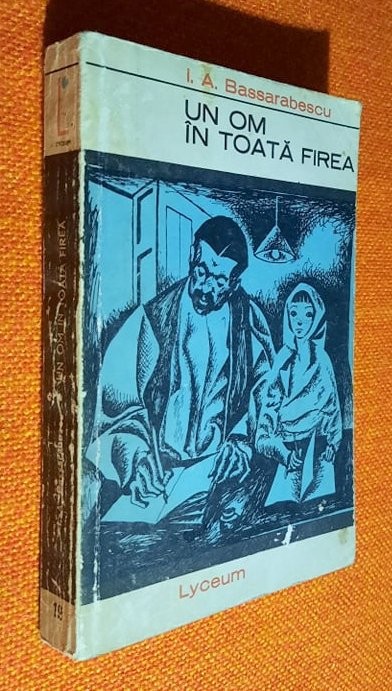 I. A. Bassarabescu
UN OM
ÎN TOATĂ FIREA
Lyceum
L
UN OM ÎN TOATĂ FIREA
19